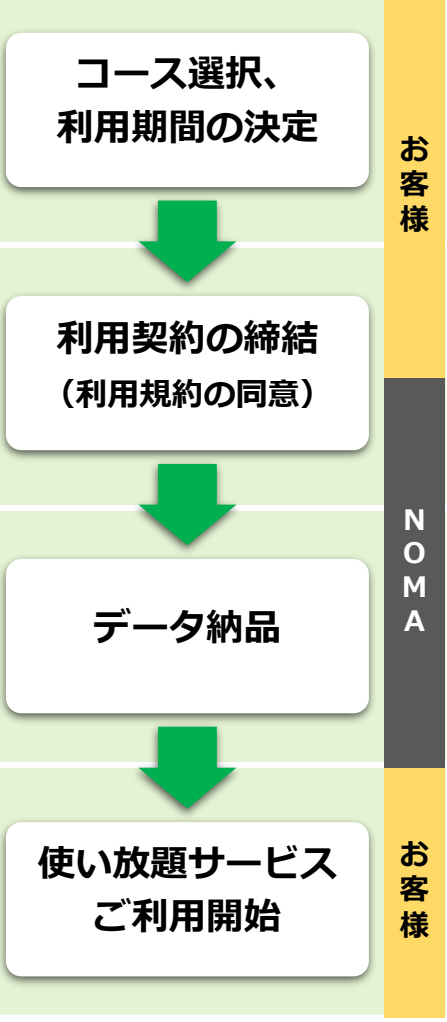 コース選択、
利用期間の決定
お客様
利用契約の締結
（利用規約の同意）
NOMA
データ納品
使い放題サービス
ご利用開始
お客様